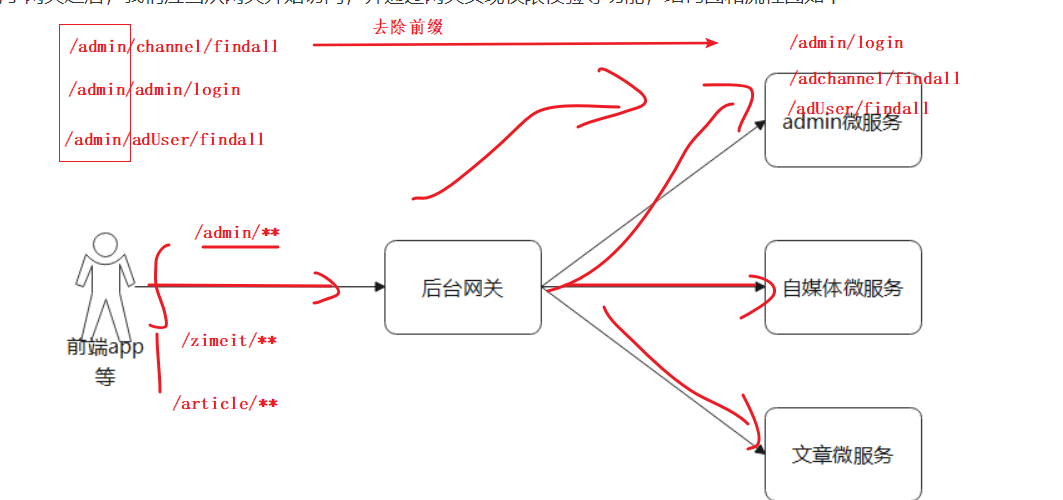 去除前缀
/admin/channel/findall
/admin/login
/adchannel/findall
/admin/admin/login
/adUser/findall
admin微服务
/admin/adUser/findall
/admin/**
后台网关
自媒体微服务
前端app
等
/zimeit/**
/article/**
文章微服务